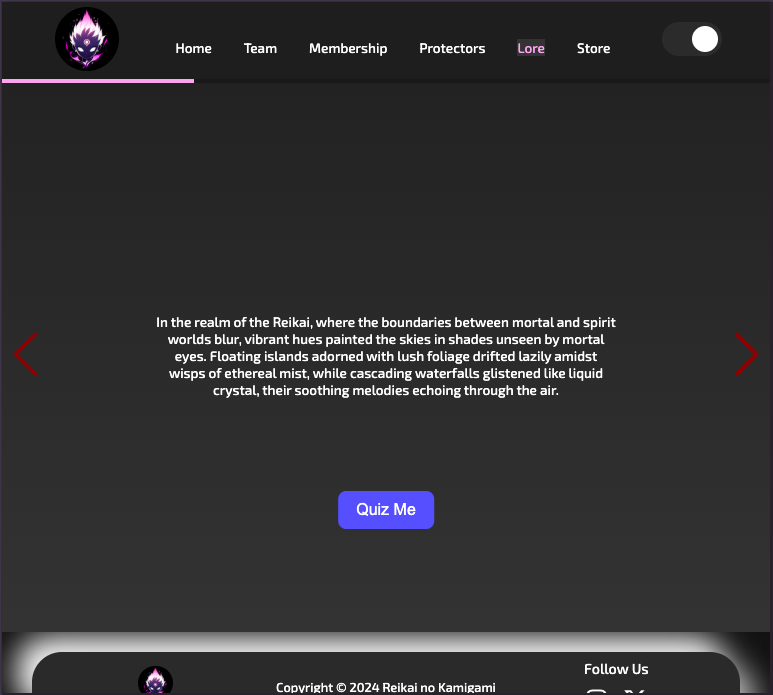 Home Team Membership Protectors Lore Store
In the realm of the Reikai, where the boundaries between mortal and spirit
worlds blur, vibrant hues painted the skies in shades unseen by mortal
eyes. Floating islands adorned with lush foliage drifted lazily amidst
wisps of ethereal mist, while cascading waterfalls glistened like liquid
crystal, their soothing melodies echoing through the air.
Quiz Me
Follow Us
Copyright © 2024 Reikai no Kamigami